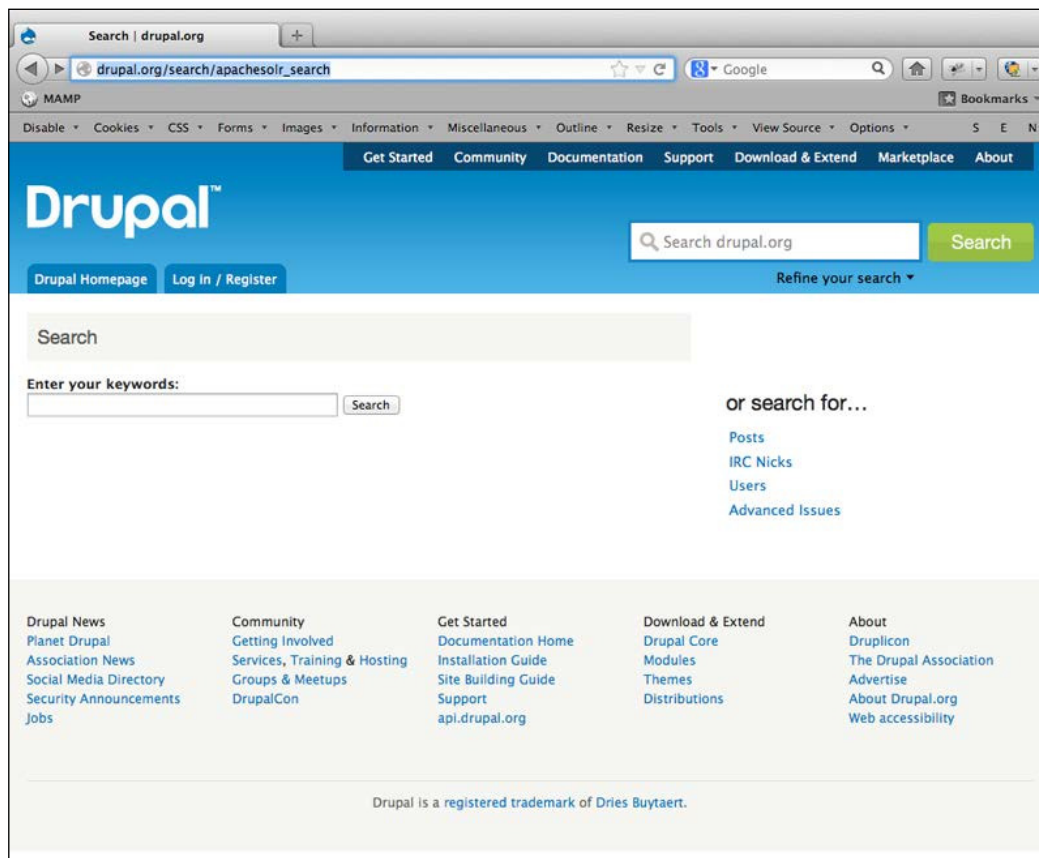 Search | drupal.org
drupal.org/search/apachesolr_search
Google
MAMP
Bookmarks
Disable Cookies CSS Forms Images Information Miscellaneous Outline Resize Tools View Source Options S E N
Get Started Community Documentation Support Download & Extend Marketplace About
Drupal™
Search drupal.org
Search
Refine your search
Drupal Homepage
Log in / Register
Search
Enter your keywords:
Search
or search for...
Posts
IRC Nicks
Users
Advanced Issues
Drupal News
Planet Drupal
Association News
Social Media Directory
Security Announcements
Jobs
Community
Getting Involved
Services, Training & Hosting
Groups & Meetups
DrupalCon
Get Started
Documentation Home
Installation Guide
Site Building Guide
Support
api.drupal.org
Download & Extend
Drupal Core
Modules
Themes
Distributions
About
Druplicon
The Drupal Association
Advertise
About Drupal.org
Web accessibility
Drupal is a registered trademark of Dries Buytaert.